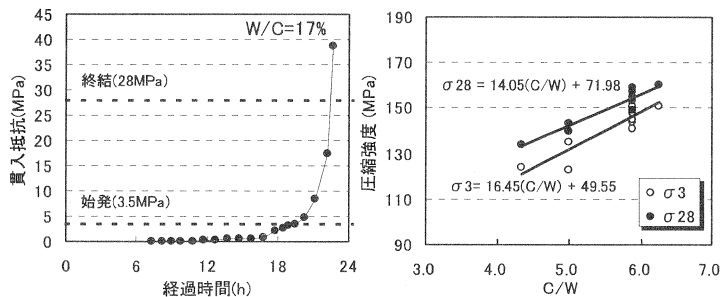 W/C=17%
45
40
35
30
25
20
15
10
5
0
貫入抵抗(MPa)
終結(28MPa)
始発(3.5MPa)
0 6 12 18 24
経過時間(h)
190
170
150
130
110
90
圧縮強度 (MPa)
σ28 = 14.05(C/W) + 71.98
σ3= 16.45(C/W) + 49.55
σ3
σ28
3.0 4.0 5.0 6.0 7.0
C/W